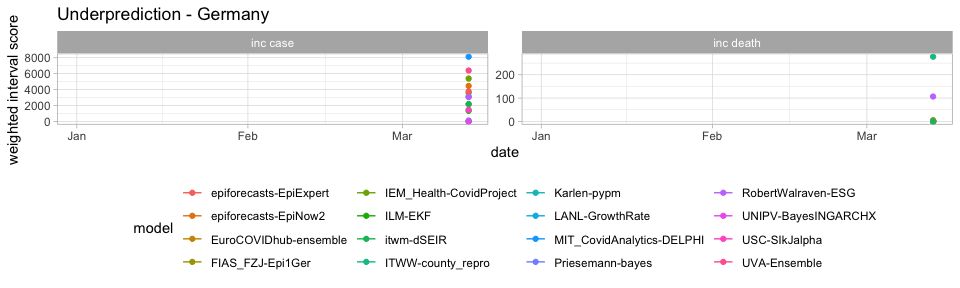 Underprediction - Germany
inc case
inc death
weighted interval score
8000
6000
4000
2000
0
200
100
0
Jan
Feb
Mar
Jan
Feb
Mar
date
model
epiforecasts-EpiExpert
epiforecasts-EpiNow2
EuroCOVIDhub-ensemble
FIAS_FZJ-Epi1Ger
IEM_Health-CovidProject
ILM-EKF
itwm-dSEIR
ITWW-county_repro
Karlen-pypm
LANL-GrowthRate
MIT_CovidAnalytics-DELPHI
Priesemann-bayes
RobertWalraven-ESG
UNIPV-BayesINGARCHX
USC-SIkJalpha
UVA-Ensemble